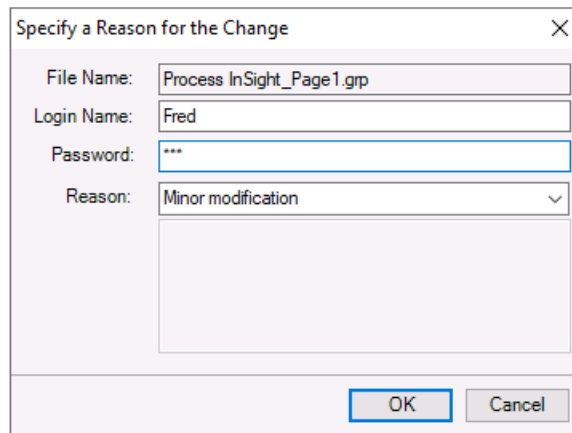 Specify a Reason for the Change
File Name: Process InSight_Page1.grp
Login Name: Fred
Password: ***
Reason: Minor modification
OK Cancel